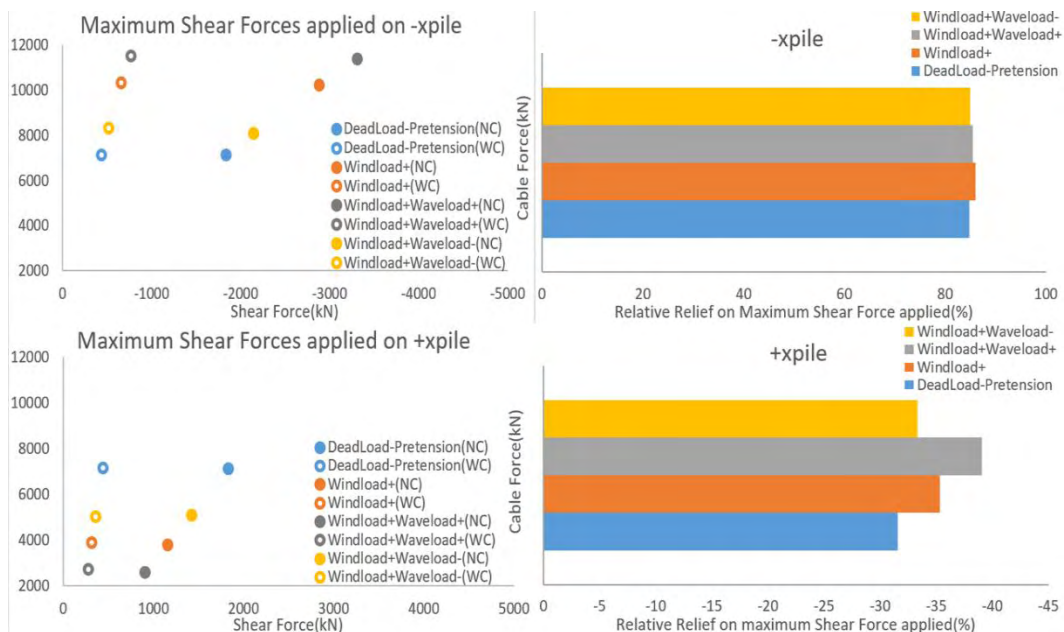 Maximum Shear Forces applied on -xpile
12000
10000
8000
6000
4000
2000
DeadLoad-Pretension(NC)
DeadLoad-Pretension(WC)
Windload+(NC)
Windload+(WC)
Windload+Waveload+(NC)
Windload+Waveload+(WC)
Windload+Waveload-(NC)
Windload+Waveload-(WC)
0 -1000 -2000 -3000 -4000 -5000
Shear Force(kN)
-xpile
Windload+Waveload-
Windload+Waveload+
Windload+
DeadLoad-Pretension
Cable Force(kN)
0 20 40 60 80 100
Relative Relief on Maximum Shear Force applied(%)
Maximum Shear Forces applied on +xpile
12000
10000
8000
6000
4000
2000
DeadLoad-Pretension(NC)
DeadLoad-Pretension(WC)
Windload+(NC)
Windload+(WC)
Windload+Waveload+(NC)
Windload+Waveload+(WC)
Windload+Waveload-(NC)
Windload+Waveload-(WC)
0 1000 2000 3000 4000 5000
Shear Force(kN)
+xpile
Windload+Waveload-
Windload+Waveload+
Windload+
DeadLoad-Pretension
Cable Force(kN)
0 -5 -10 -15 -20 -25 -30 -35 -40 -45
Relative Relief on maximum Shear Force applied(%)